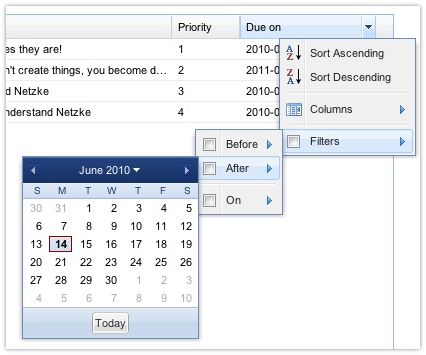 Priority Due on
es they are! 1 2010-0
n't create things, you become d... 2 2011-0
ks 3 2010-0
nderstand Netzke 4 2010-0
Sort Ascending
Sort Descending
Columns
Filters
Before
After
On
June 2010
S M T W T F S
30 31 1 2 3 4 5
6 7 8 9 10 11 12
13 14 15 16 17 18 19
20 21 22 23 24 25 26
27 28 29 30 1 2 3
4 5 6 7 8 9 10
Today